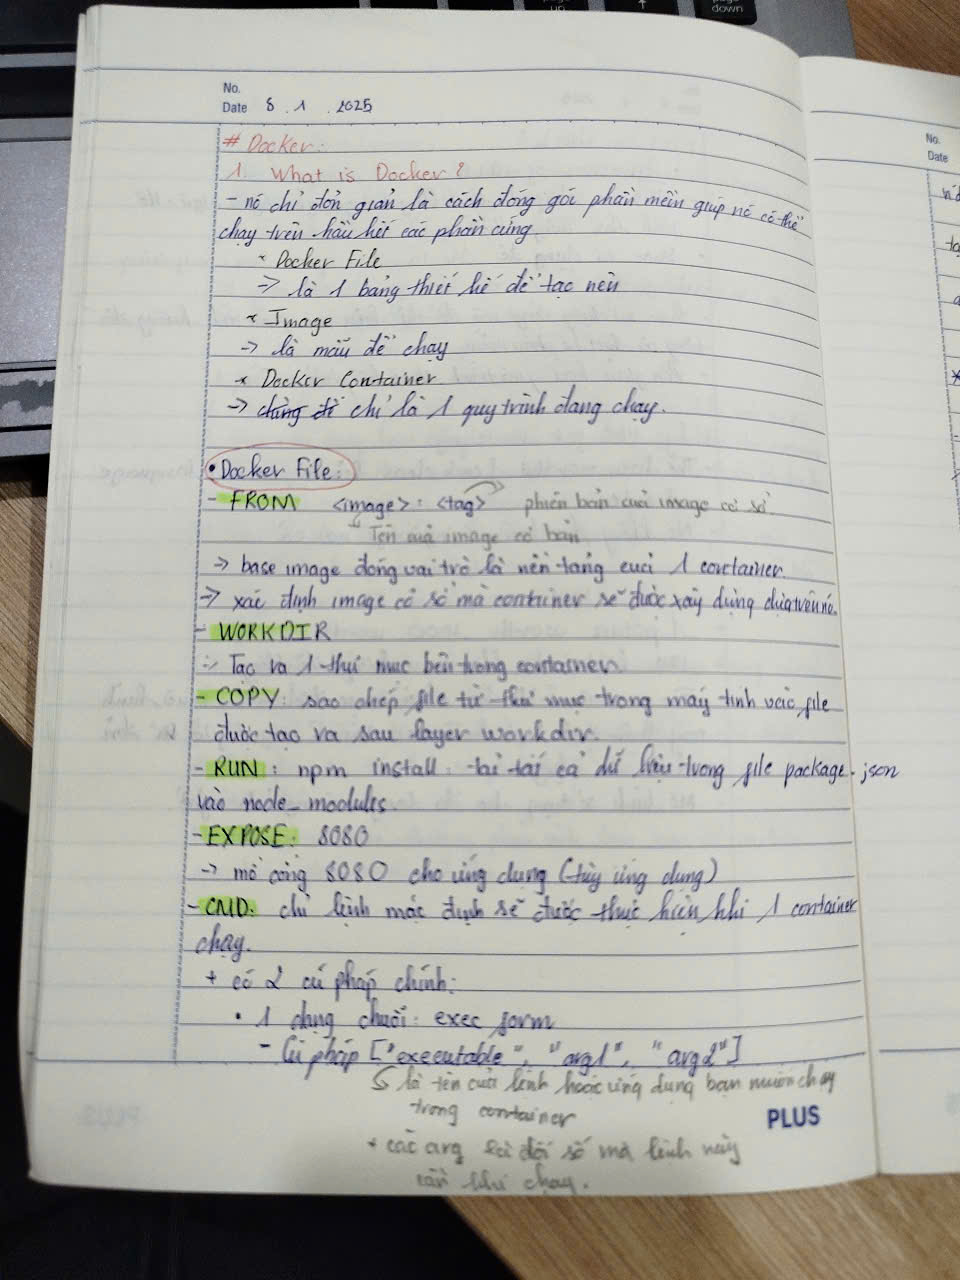 up
page
down
No.
Date 8 . 1 . 2025
# Docker:
1. What is Docker?
- nó chỉ đơn giản là cách đóng gói phần mềm giúp nó có thể
chạy trên hầu hết các phần cứng
* Docker File
-> là 1 bảng thiết kế để tạo nên
* Image
-> là mẫu để chạy
* Docker Container
-> chỉ là 1 quy trình đang chạy.
• Docker File:
- FROM <image>: <tag> phiên bản của image cơ sở
Tên của image cơ bản
-> base image đóng vai trò là nền tảng của 1 container.
-> xác định image cơ sở mà container sẽ được xây dựng dựa trên nó.
- WORKDIR
-> Tạo ra 1 thư mục bên trong container
- COPY: sao chép file từ thư mục trong máy tính vào file
được tạo ra sau layer workdir.
- RUN: npm install: tải tất cả dữ liệu trong file package.json
vào node_modules
- EXPOSE: 8080
-> mở cổng 8080 cho ứng dụng (tùy ứng dụng)
- CMD: chỉ lệnh mặc định sẽ được thực hiện khi 1 container
chạy.
+ có 2 cú pháp chính:
• 1 dạng chuỗi: exec form
- Cú pháp ["executable", "arg1", "arg2"]
là tên của lệnh hoặc ứng dụng bạn muốn chạy
trong container
+ các arg là đối số mà lệnh này
cần khi chạy.
PLUS
No.
Date